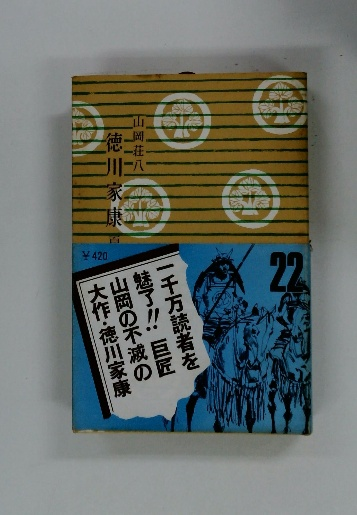 山岡荘八
徳川家康
¥420
22
一千万読者を
魅了!!巨匠
山岡の不滅の
大作・徳川家康